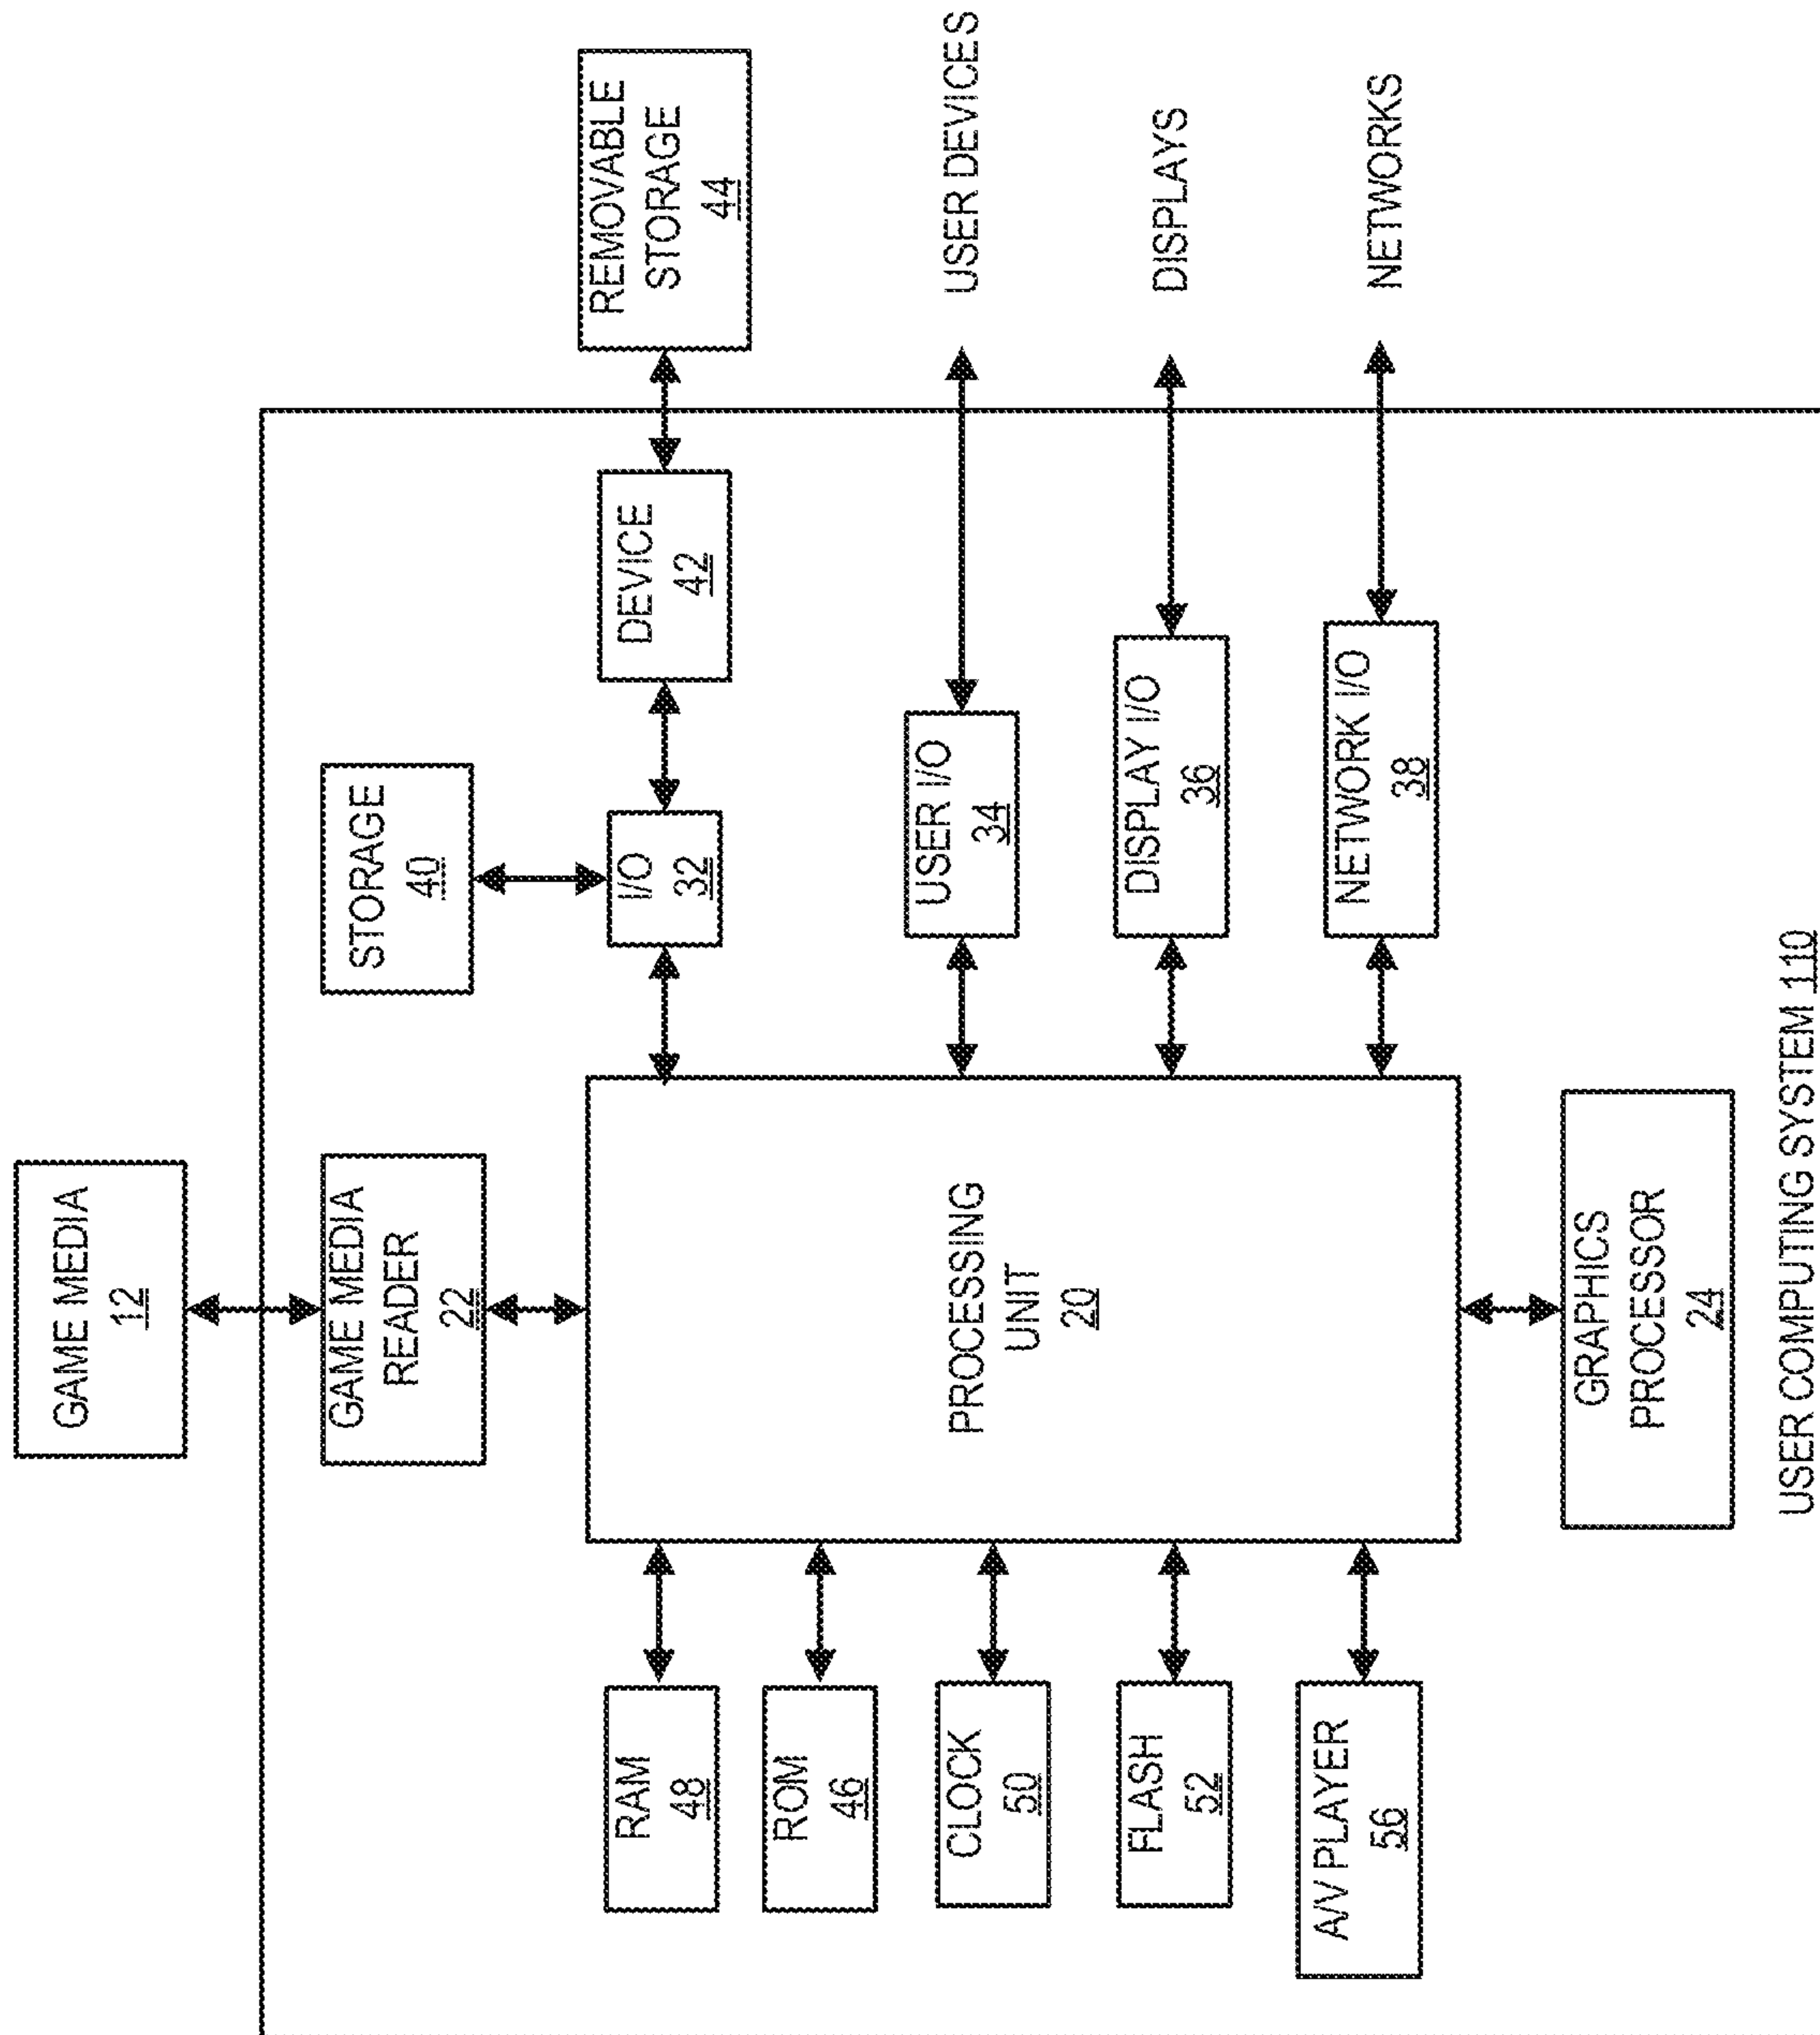 GAME MEDIA
12
GAME MEDIA
READER
22
STORAGE
40
I/O
32
DEVICE
42
REMOVABLE
STORAGE
44
RAM
48
ROM
46
CLOCK
50
FLASH
52
A/V PLAYER
56
PROCESSING
UNIT
20
USER I/O
34
USER DEVICES
DISPLAY I/O
36
DISPLAYS
NETWORK I/O
38
NETWORKS
GRAPHICS
PROCESSOR
24
USER COMPUTING SYSTEM 110